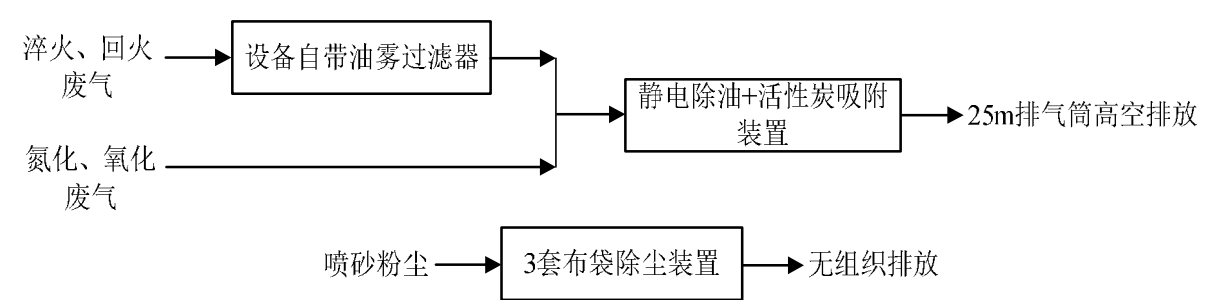 淬火、回火
废气
设备自带油雾过滤器
静电除油+活性炭吸附
装置
25m排气筒高空排放
氮化、氧化
废气
喷砂粉尘
3套布袋除尘装置
无组织排放